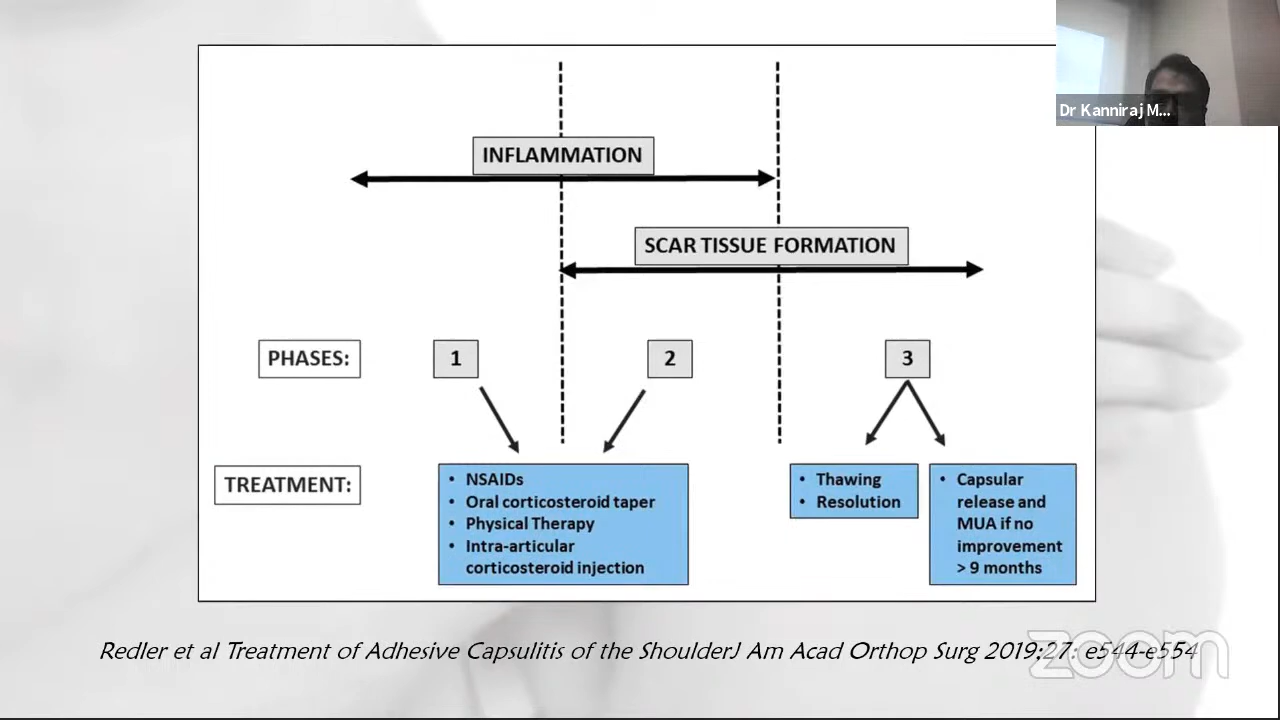 Dr Kanniraj M...
INFLAMMATION
SCAR TISSUE FORMATION
PHASES:
1
2
3
TREATMENT:
• NSAIDs
• Oral corticosteroid taper
• Physical Therapy
• Intra-articular
corticosteroid injection
• Thawing
• Resolution
• Capsular
release and
MUA if no
improvement
> 9 months
Redler et al Treatment of Adhesive Capsulitis of the ShoulderJ Am Acad Orthop Surg 2019;27: e544-e554
zoom